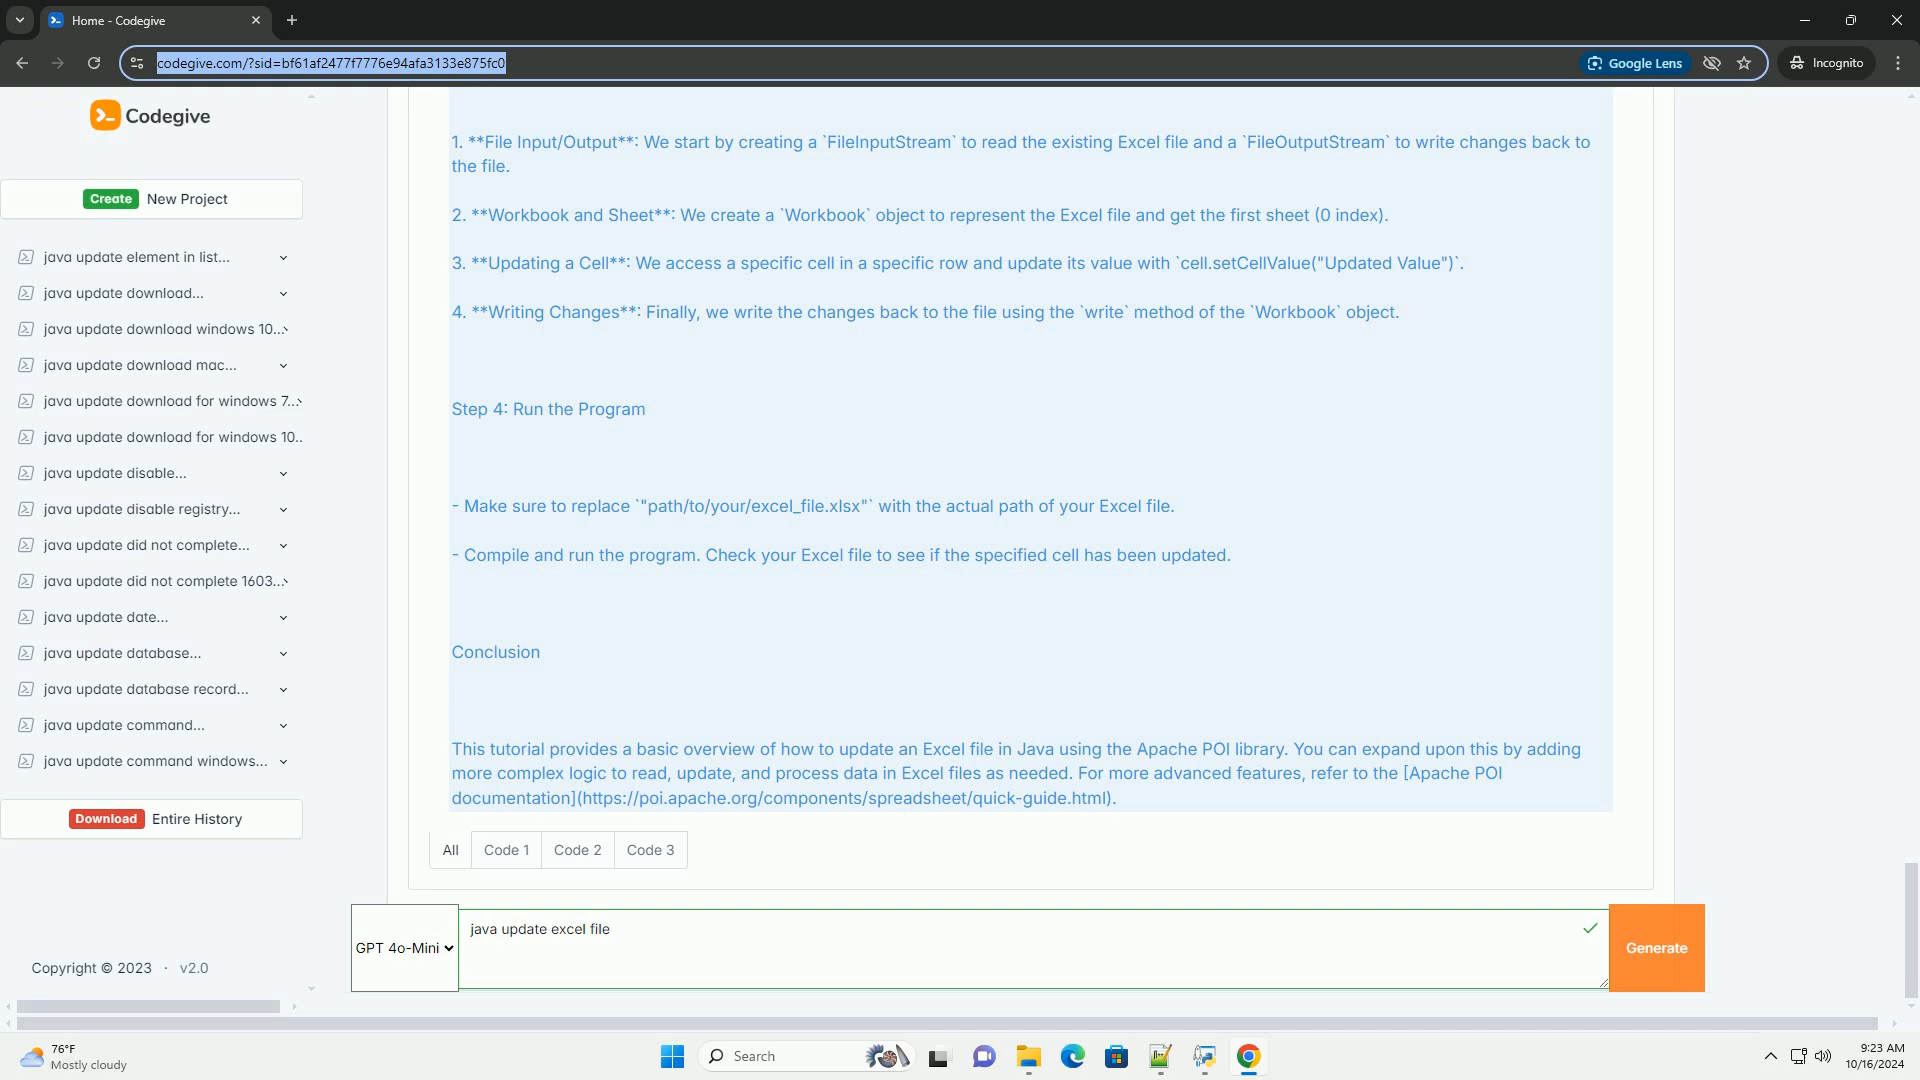 Home - Codegive
codegive.com/?sid=bf61af2477f7776e94afa3133e875fc0
Google Lens
Incognito
Codegive
Create New Project
java update element in list...
java update download...
java update download windows 10...
java update download mac...
java update download for windows 7...
java update download for windows 10..
java update disable...
java update disable registry...
java update did not complete...
java update did not complete 1603...
java update date...
java update database...
java update database record...
java update command...
java update command windows...
Download Entire History
Copyright © 2023 · v2.0
1. **File Input/Output**: We start by creating a `FileInputStream` to read the existing Excel file and a `FileOutputStream` to write changes back to
the file.
2. **Workbook and Sheet**: We create a `Workbook` object to represent the Excel file and get the first sheet (0 index).
3. **Updating a Cell**: We access a specific cell in a specific row and update its value with `cell.setCellValue("Updated Value")`.
4. **Writing Changes**: Finally, we write the changes back to the file using the `write` method of the `Workbook` object.
Step 4: Run the Program
- Make sure to replace `"path/to/your/excel_file.xlsx"` with the actual path of your Excel file.
- Compile and run the program. Check your Excel file to see if the specified cell has been updated.
Conclusion
This tutorial provides a basic overview of how to update an Excel file in Java using the Apache POI library. You can expand upon this by adding
more complex logic to read, update, and process data in Excel files as needed. For more advanced features, refer to the [Apache POI
documentation](https://poi.apache.org/components/spreadsheet/quick-guide.html).
All Code 1 Code 2 Code 3
GPT 4o-Mini
java update excel file
Generate
76°F
Mostly cloudy
Search
9:23 AM
10/16/2024